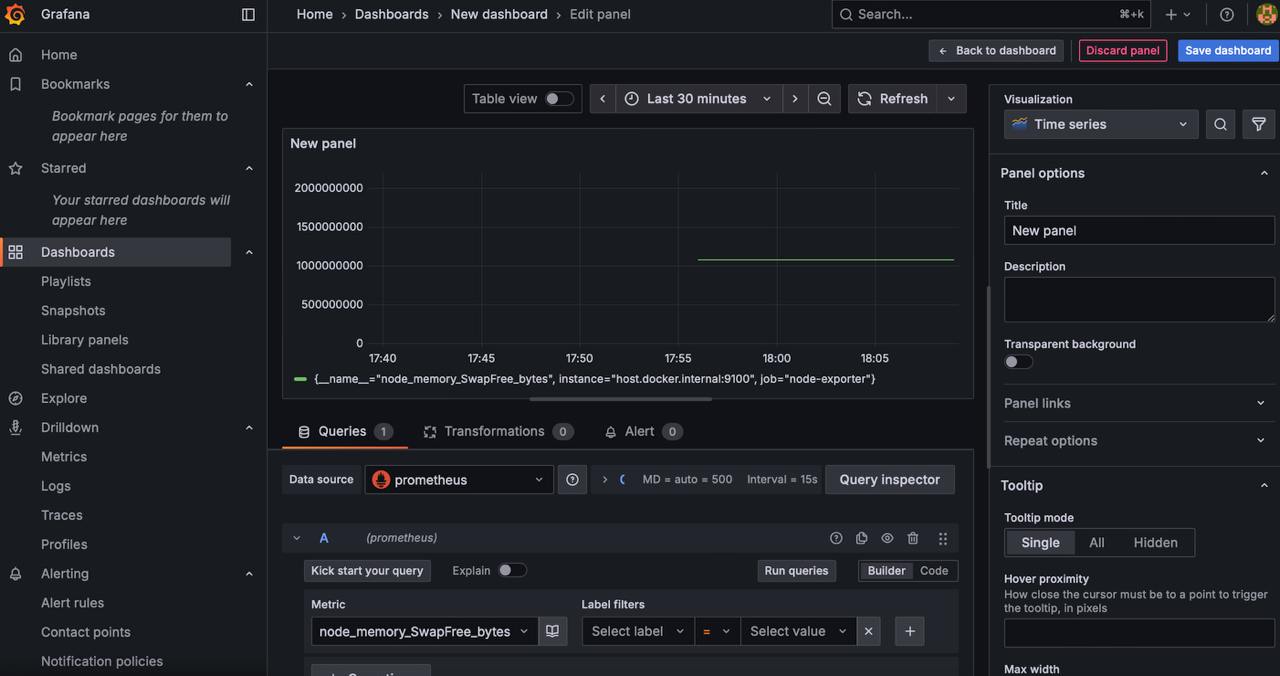 Grafana
Home › Dashboards › New dashboard › Edit panel
Search...
⌘+k
Back to dashboard
Discard panel
Save dashboard
Home
Bookmarks
Bookmark pages for them to
appear here
Starred
Your starred dashboards will
appear here
Dashboards
Playlists
Snapshots
Library panels
Shared dashboards
Explore
Drilldown
Metrics
Logs
Traces
Profiles
Alerting
Alert rules
Contact points
Notification policies
Table view
Last 30 minutes
Refresh
New panel
2000000000
1500000000
1000000000
500000000
0
17:40 17:45 17:50 17:55 18:00 18:05
{__name__="node_memory_SwapFree_bytes", instance="host.docker.internal:9100", job="node-exporter"}
Queries 1
Transformations 0
Alert 0
Data source
prometheus
MD = auto = 500
Interval = 15s
Query inspector
A
(prometheus)
Kick start your query
Explain
Run queries
Builder
Code
Metric
Label filters
node_memory_SwapFree_bytes
Select label
=
Select value
Visualization
Time series
Panel options
Title
New panel
Description
Transparent background
Panel links
Repeat options
Tooltip
Tooltip mode
Single
All
Hidden
Hover proximity
How close the cursor must be to a point to trigger
the tooltip, in pixels
Max width